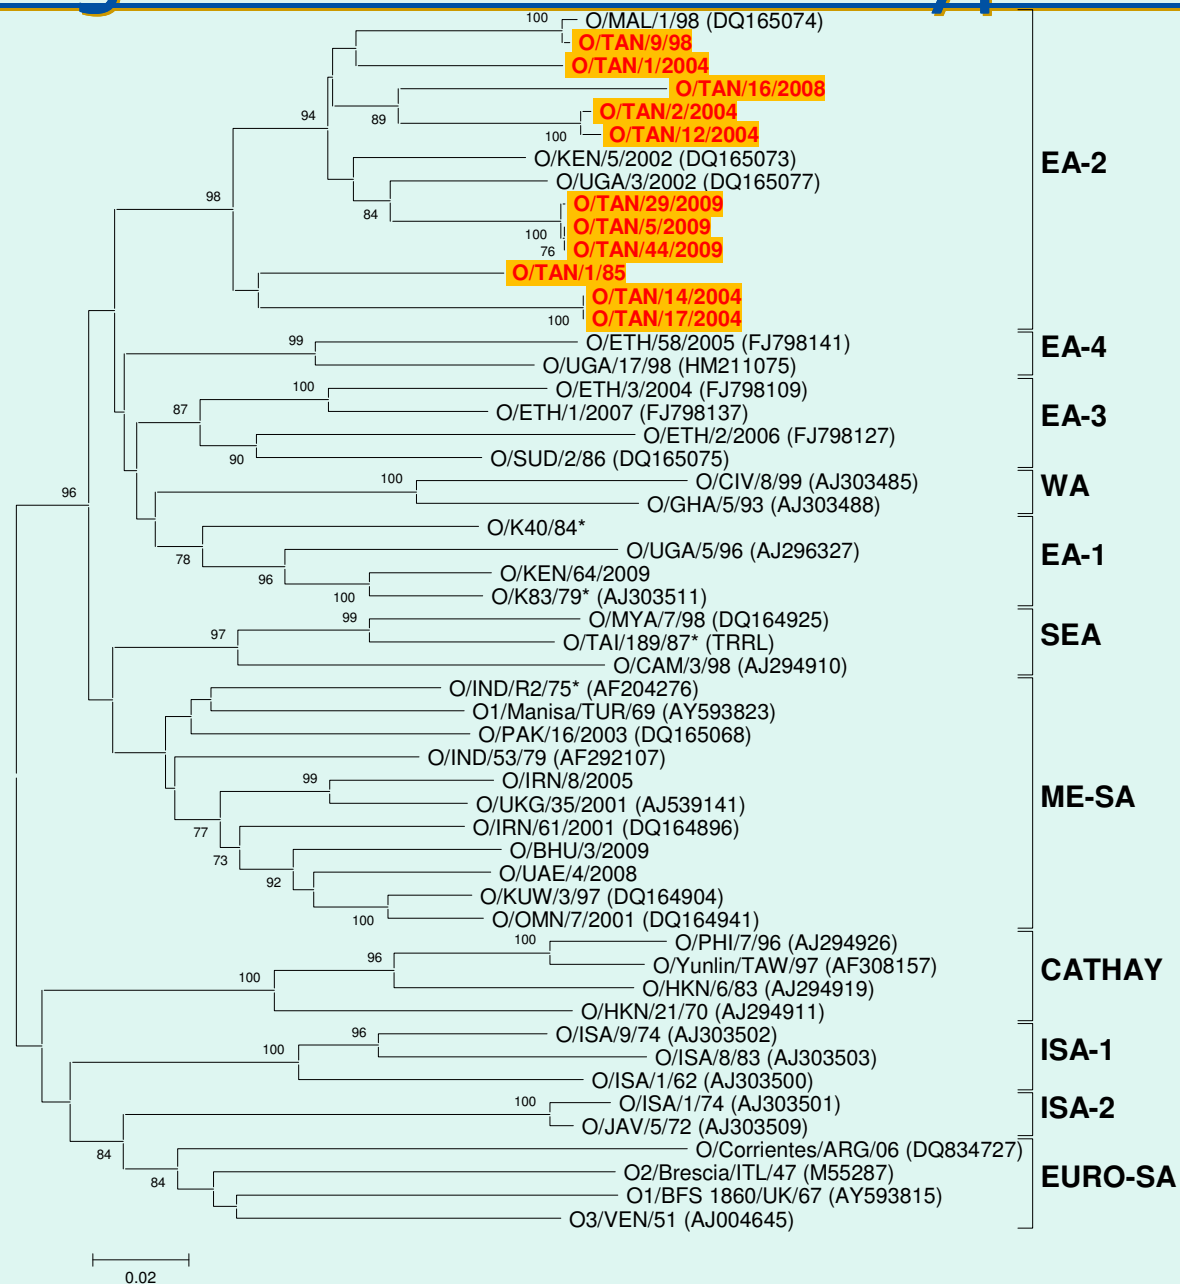 100
O/MAL/1/98 (DQ165074)
O/TAN/9/98
O/TAN/1/2004
O/TAN/16/2008
94
89
O/TAN/2/2004
100
O/TAN/12/2004
O/KEN/5/2002 (DQ165073)
EA-2
O/UGA/3/2002 (DQ165077)
98
84
O/TAN/29/2009
100
O/TAN/5/2009
76
O/TAN/44/2009
O/TAN/1/85
O/TAN/14/2004
100
O/TAN/17/2004
99
O/ETH/58/2005 (FJ798141)
EA-4
O/UGA/17/98 (HM211075)
100
O/ETH/3/2004 (FJ798109)
87
O/ETH/1/2007 (FJ798137)
EA-3
O/ETH/2/2006 (FJ798127)
90
O/SUD/2/86 (DQ165075)
96
100
O/CIV/8/99 (AJ303485)
WA
O/GHA/5/93 (AJ303488)
O/K40/84*
78
O/UGA/5/96 (AJ296327)
EA-1
96
O/KEN/64/2009
100
O/K83/79* (AJ303511)
99
O/MYA/7/98 (DQ164925)
97
O/TAI/189/87* (TRRL)
SEA
O/CAM/3/98 (AJ294910)
O/IND/R2/75* (AF204276)
O1/Manisa/TUR/69 (AY593823)
O/PAK/16/2003 (DQ165068)
O/IND/53/79 (AF292107)
99
O/IRN/8/2005
ME-SA
O/UKG/35/2001 (AJ539141)
77
O/IRN/61/2001 (DQ164896)
73
O/BHU/3/2009
92
O/UAE/4/2008
O/KUW/3/97 (DQ164904)
100
O/OMN/7/2001 (DQ164941)
100
O/PHI/7/96 (AJ294926)
96
O/Yunlin/TAW/97 (AF308157)
CATHAY
100
O/HKN/6/83 (AJ294919)
O/HKN/21/70 (AJ294911)
96
O/ISA/9/74 (AJ303502)
100
O/ISA/8/83 (AJ303503)
ISA-1
O/ISA/1/62 (AJ303500)
100
O/ISA/1/74 (AJ303501)
ISA-2
O/JAV/5/72 (AJ303509)
84
O/Corrientes/ARG/06 (DQ834727)
84
O2/Brescia/ITL/47 (M55287)
EURO-SA
O1/BFS 1860/UK/67 (AY593815)
O3/VEN/51 (AJ004645)
0.02